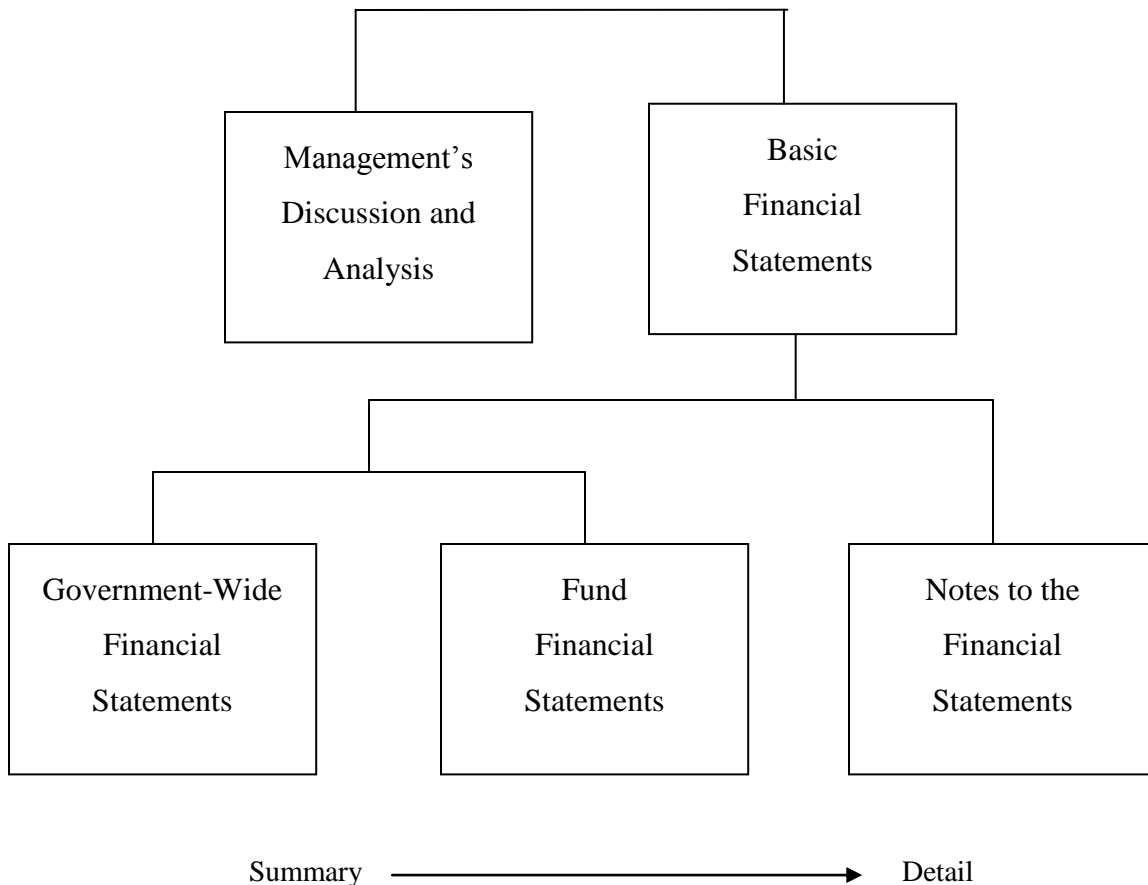 Management’s
Discussion and
Analysis
Basic
Financial
Statements
Government-Wide
Financial
Statements
Fund
Financial
Statements
Notes to the
Financial
Statements
Summary Detail